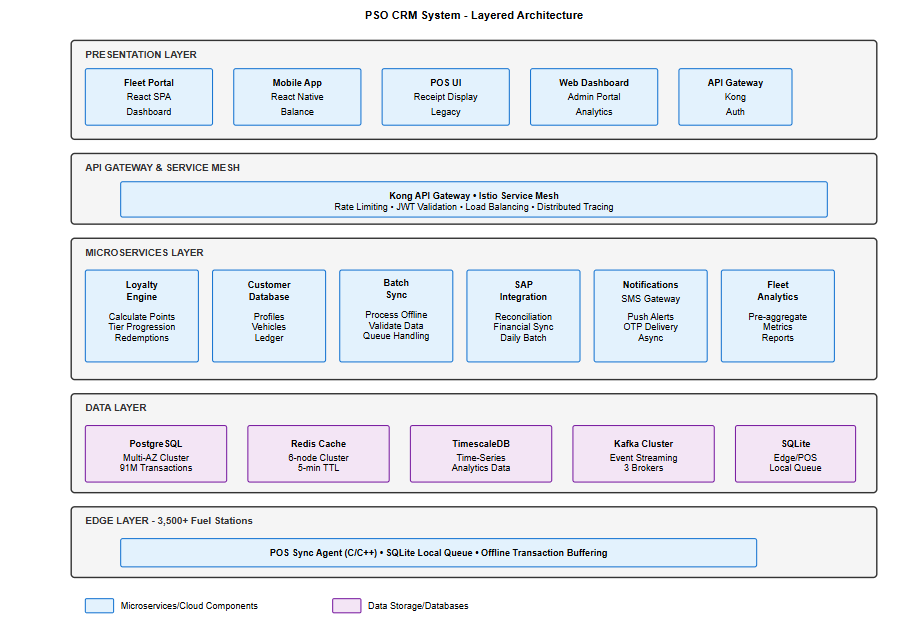 PSO CRM System - Layered Architecture
PRESENTATION LAYER
Fleet Portal
React SPA
Dashboard
Mobile App
React Native
Balance
POS UI
Receipt Display
Legacy
Web Dashboard
Admin Portal
Analytics
API Gateway
Kong
Auth
API GATEWAY & SERVICE MESH
Kong API Gateway • Istio Service Mesh
Rate Limiting • JWT Validation • Load Balancing • Distributed Tracing
MICROSERVICES LAYER
Loyalty
Engine
Calculate Points
Tier Progression
Redemptions
Customer
Database
Profiles
Vehicles
Ledger
Batch
Sync
Process Offline
Validate Data
Queue Handling
SAP
Integration
Reconciliation
Financial Sync
Daily Batch
Notifications
SMS Gateway
Push Alerts
OTP Delivery
Async
Fleet
Analytics
Pre-aggregate
Metrics
Reports
DATA LAYER
PostgreSQL
Multi-AZ Cluster
91M Transactions
Redis Cache
6-node Cluster
5-min TTL
TimescaleDB
Time-Series
Analytics Data
Kafka Cluster
Event Streaming
3 Brokers
SQLite
Edge/POS
Local Queue
EDGE LAYER - 3,500+ Fuel Stations
POS Sync Agent (C/C++) • SQLite Local Queue • Offline Transaction Buffering
Microservices/Cloud Components
Data Storage/Databases